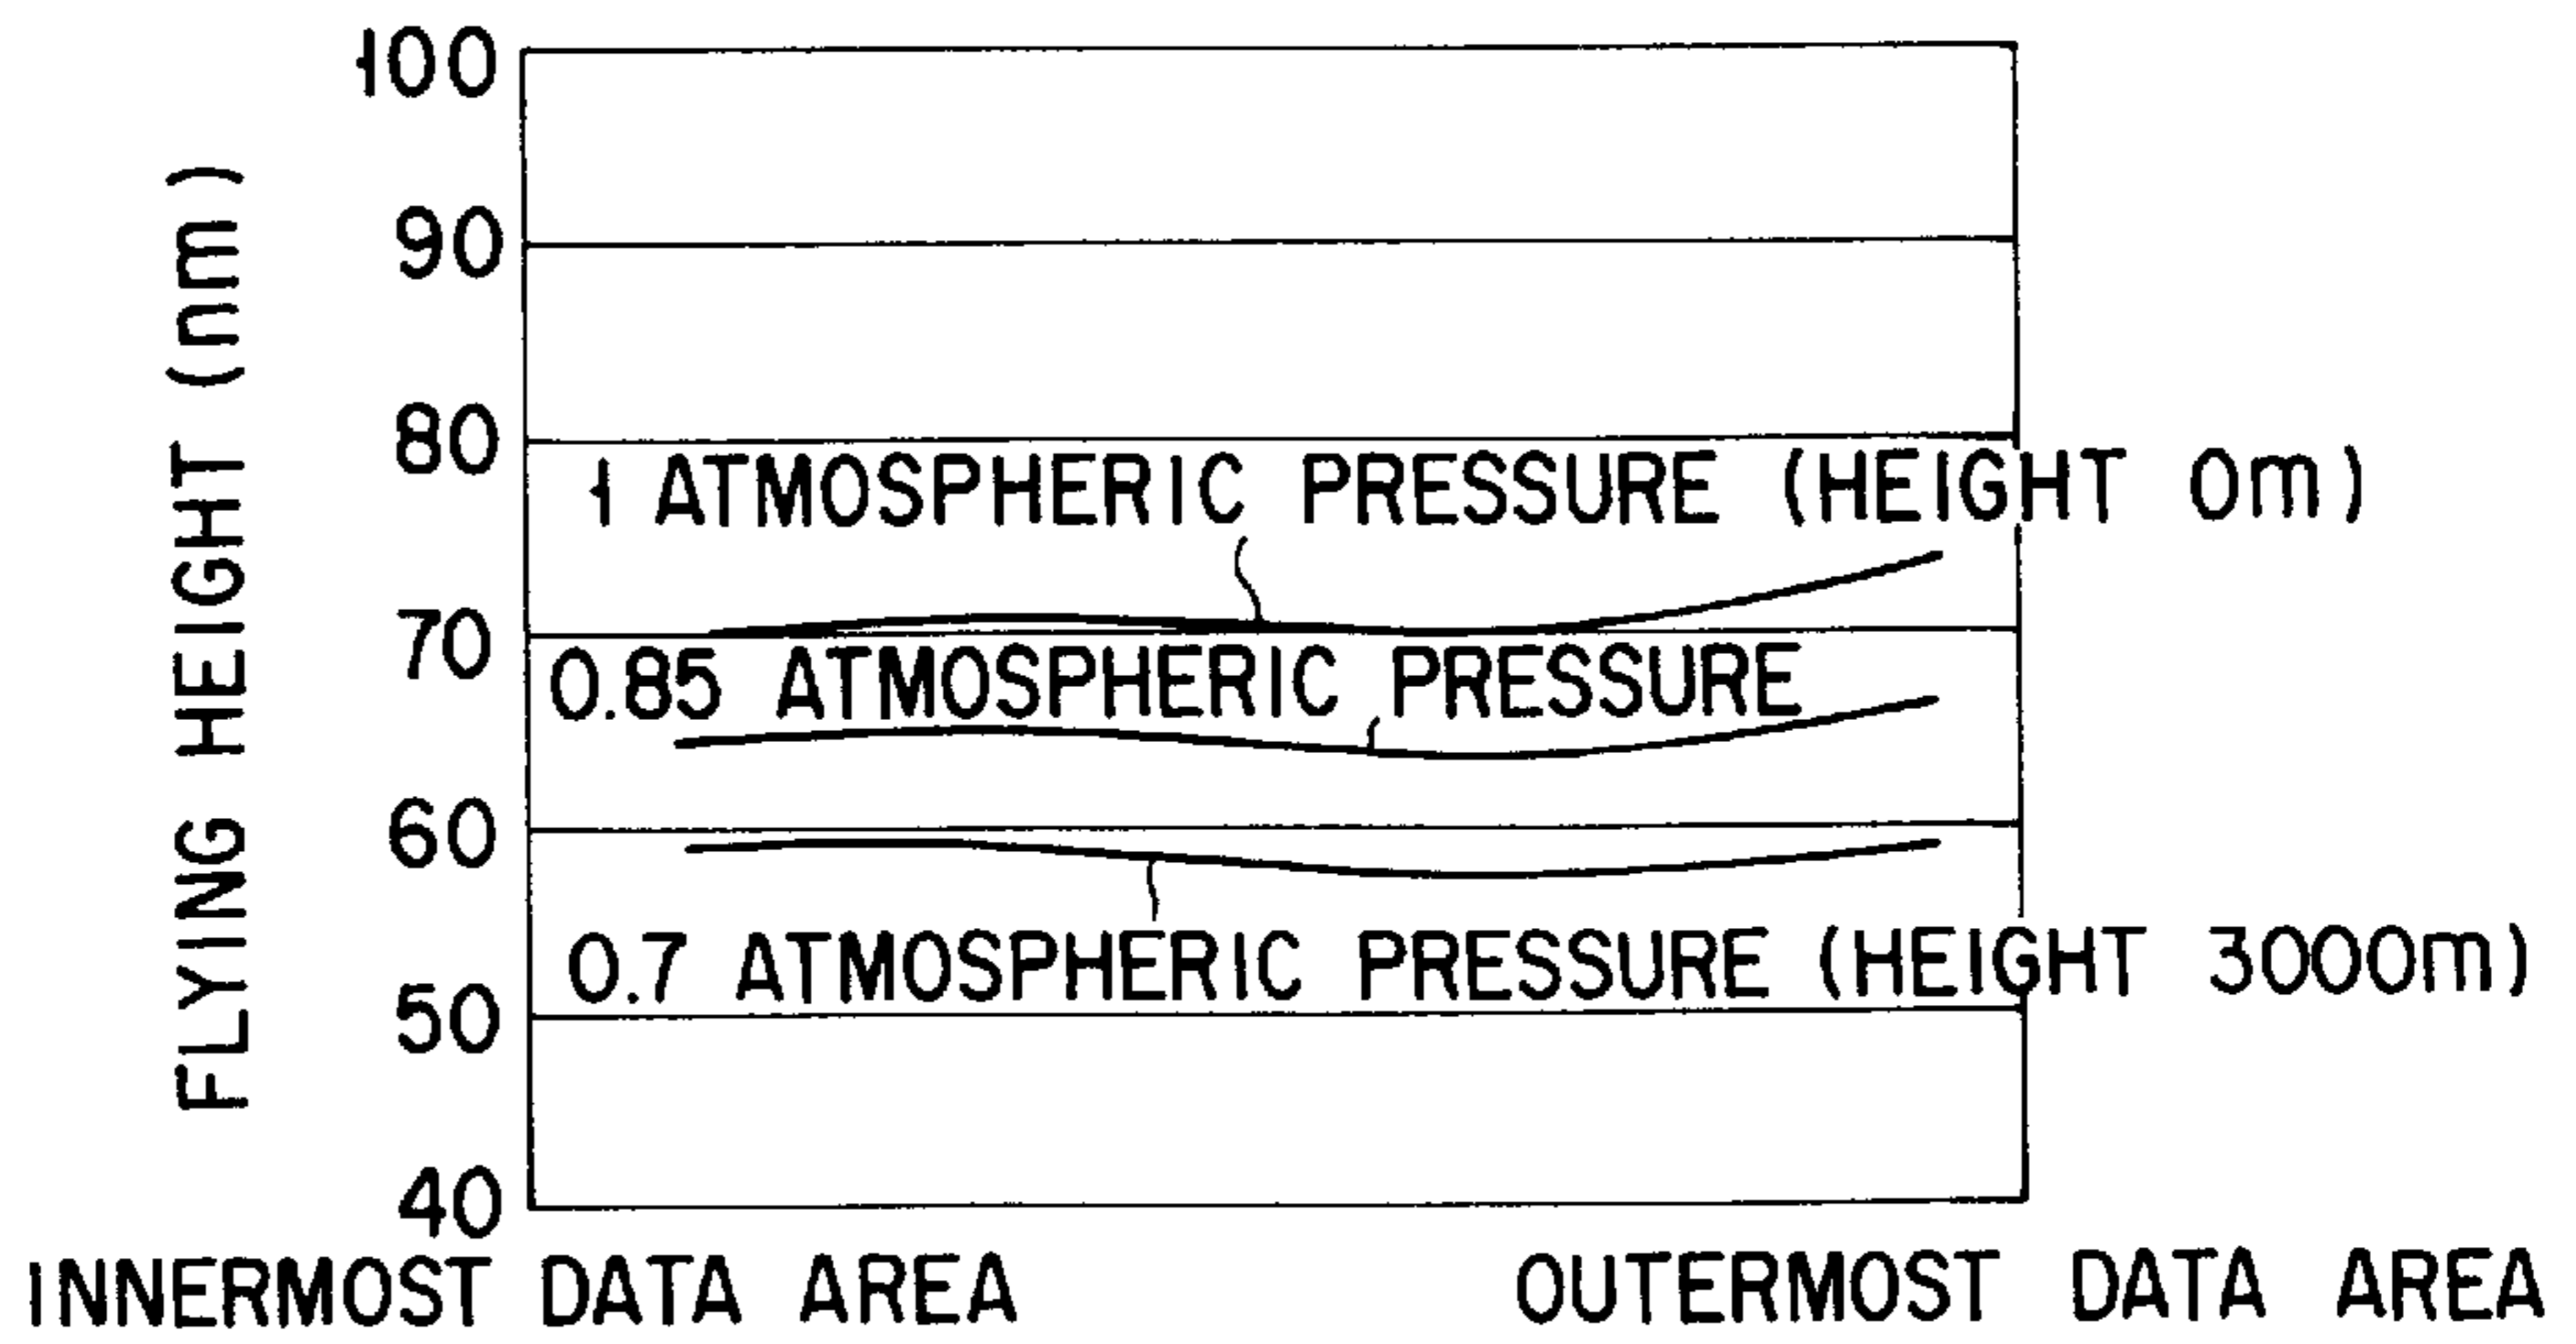 100
90
80
70
60
50
40
FLYING HEIGHT (nm)
1 ATMOSPHERIC PRESSURE (HEIGHT 0m)
0.85 ATMOSPHERIC PRESSURE
0.7 ATMOSPHERIC PRESSURE (HEIGHT 3000m)
INNERMOST DATA AREA
OUTERMOST DATA AREA